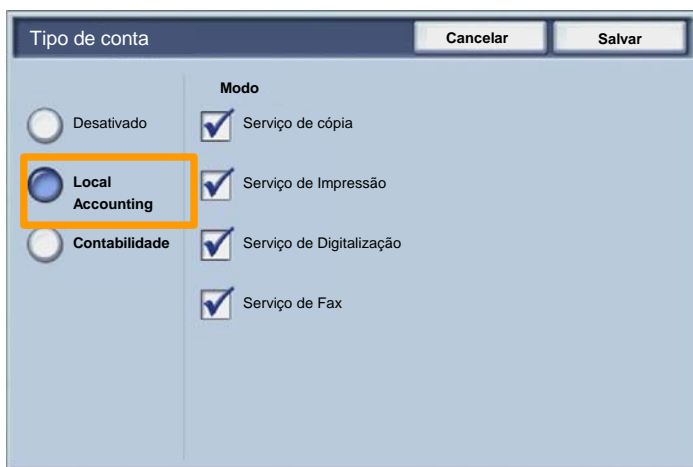 Tipo de conta
Cancelar
Salvar
Modo
Desativado
Serviço de cópia
Local
Accounting
Serviço de Impressão
Contabilidade
Serviço de Digitalização
Serviço de Fax